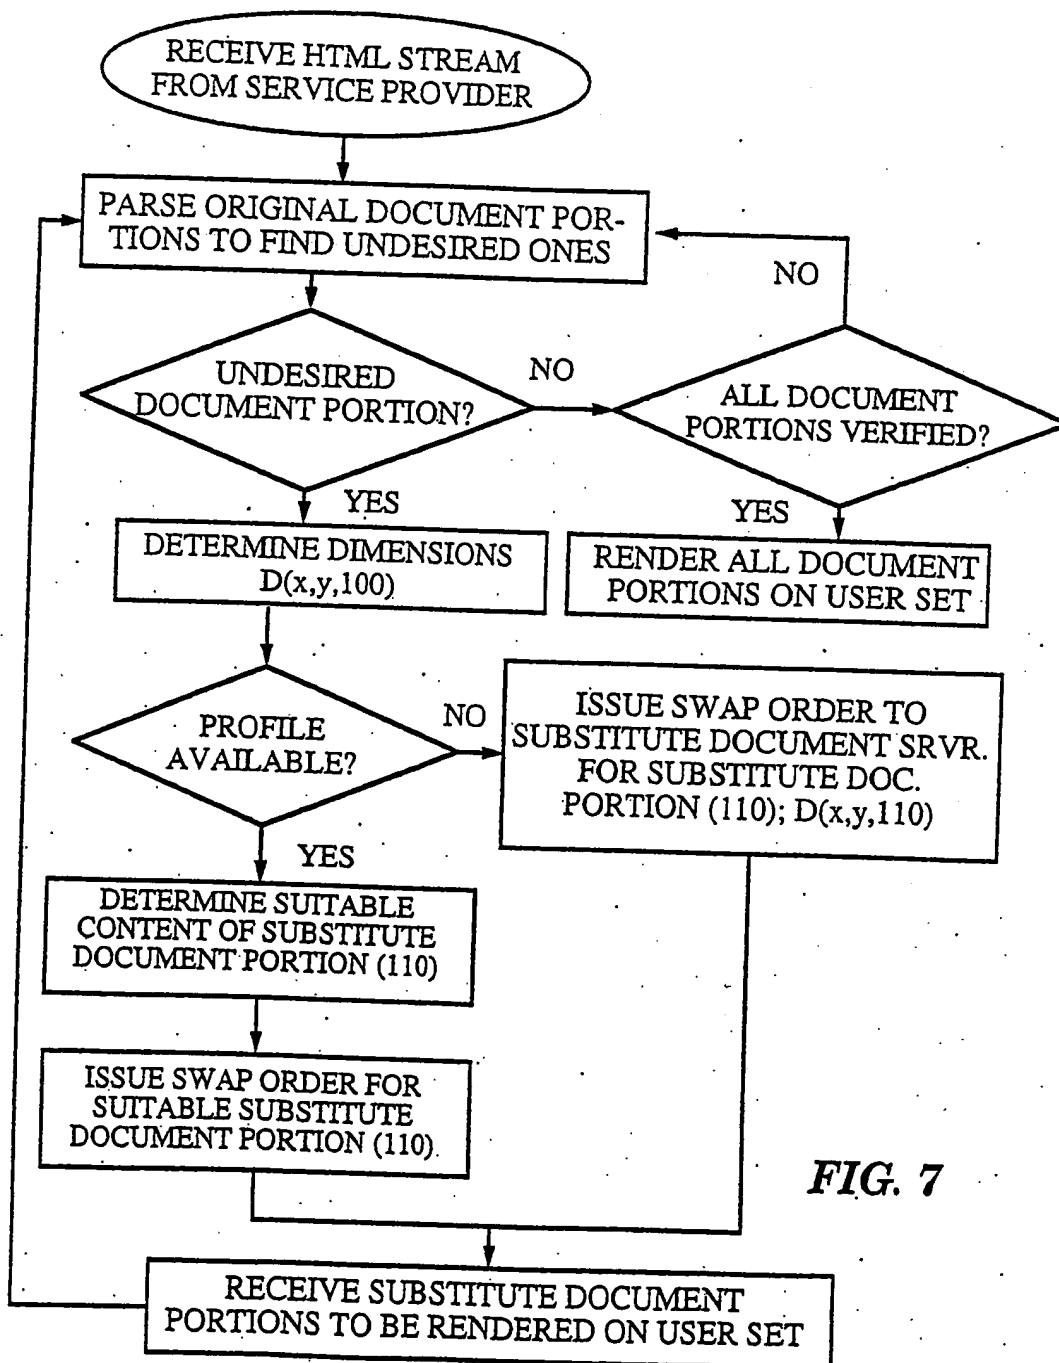 RECEIVE HTML STREAM
FROM SERVICE PROVIDER
PARSE ORIGINAL DOCUMENT POR-
TIONS TO FIND UNDESIRED ONES
NO
UNDESIRED
DOCUMENT PORTION?
NO
ALL DOCUMENT
PORTIONS VERIFIED?
YES
YES
DETERMINE DIMENSIONS
D(x,y,100)
RENDER ALL DOCUMENT
PORTIONS ON USER SET
PROFILE
AVAILABLE?
NO
ISSUE SWAP ORDER TO
SUBSTITUTE DOCUMENT SRVR.
FOR SUBSTITUTE DOC.
PORTION (110); D(x,y,110)
YES
DETERMINE SUITABLE
CONTENT OF SUBSTITUTE
DOCUMENT PORTION (110)
ISSUE SWAP ORDER FOR
SUITABLE SUBSTITUTE
DOCUMENT PORTION (110)
FIG. 7
RECEIVE SUBSTITUTE DOCUMENT
PORTIONS TO BE RENDERED ON USER SET